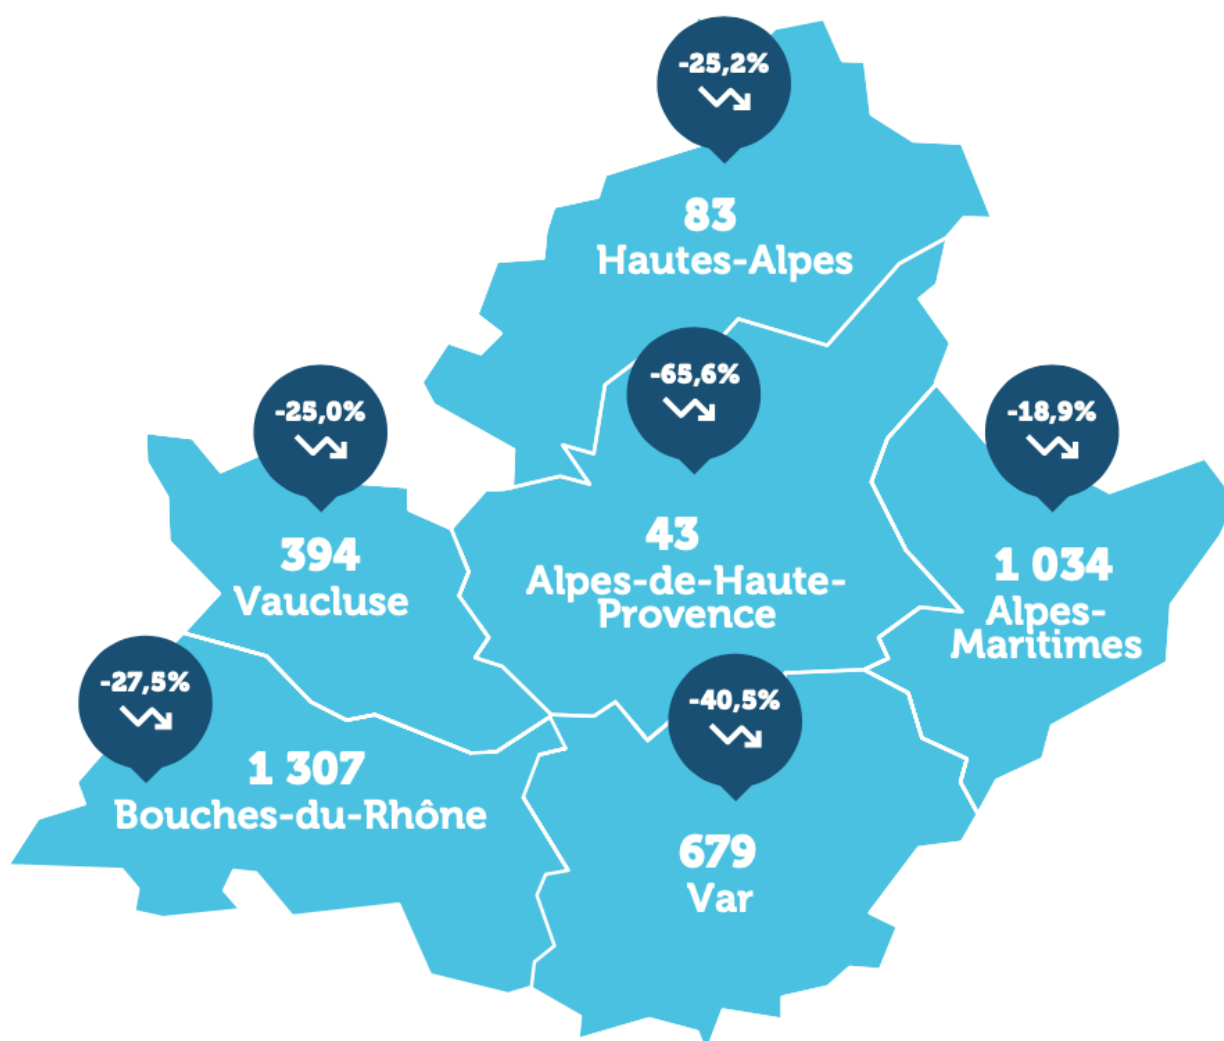 -25,2%
83
Hautes-Alpes
-65,6%
43
Alpes-de-Haute-
Provence
-25,0%
394
Vaucluse
-18,9%
1 034
Alpes-
Maritimes
-27,5%
1 307
Bouches-du-Rhône
-40,5%
679
Var